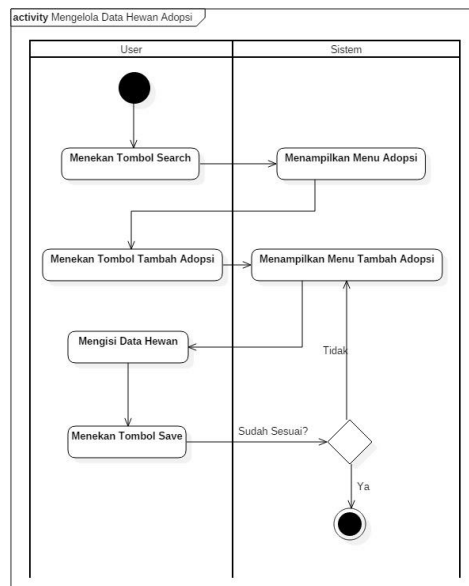 activity Mengelola Data Hewan Adopsi
User
Sistem
Menekan Tombol Search
Menampilkan Menu Adopsi
Menekan Tombol Tambah Adopsi
Menampilkan Menu Tambah Adopsi
Mengisi Data Hewan
Tidak
Menekan Tombol Save
Sudah Sesuai?
Ya